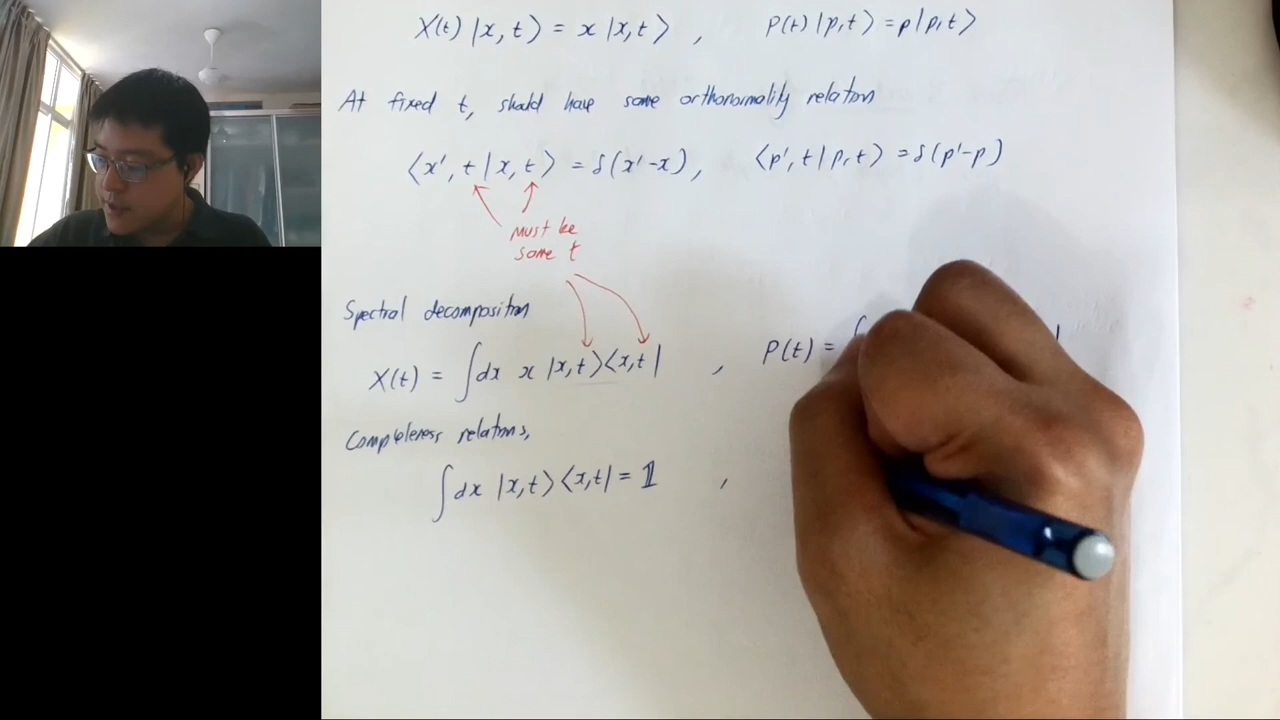 X(t) |x, t⟩ = x |x, t⟩ , P(t) |p, t⟩ = p |p, t⟩
At fixed t, should have some orthonormality relation
⟨x', t | x, t⟩ = δ(x' - x), ⟨p', t | p, t⟩ = δ(p' - p)
must be
same t
Spectral decomposition
X(t) = ∫ dx x |x, t⟩⟨x, t| , P(t) = ∫
Completeness relations,
∫ dx |x, t⟩⟨x, t| = 𝟙 ,